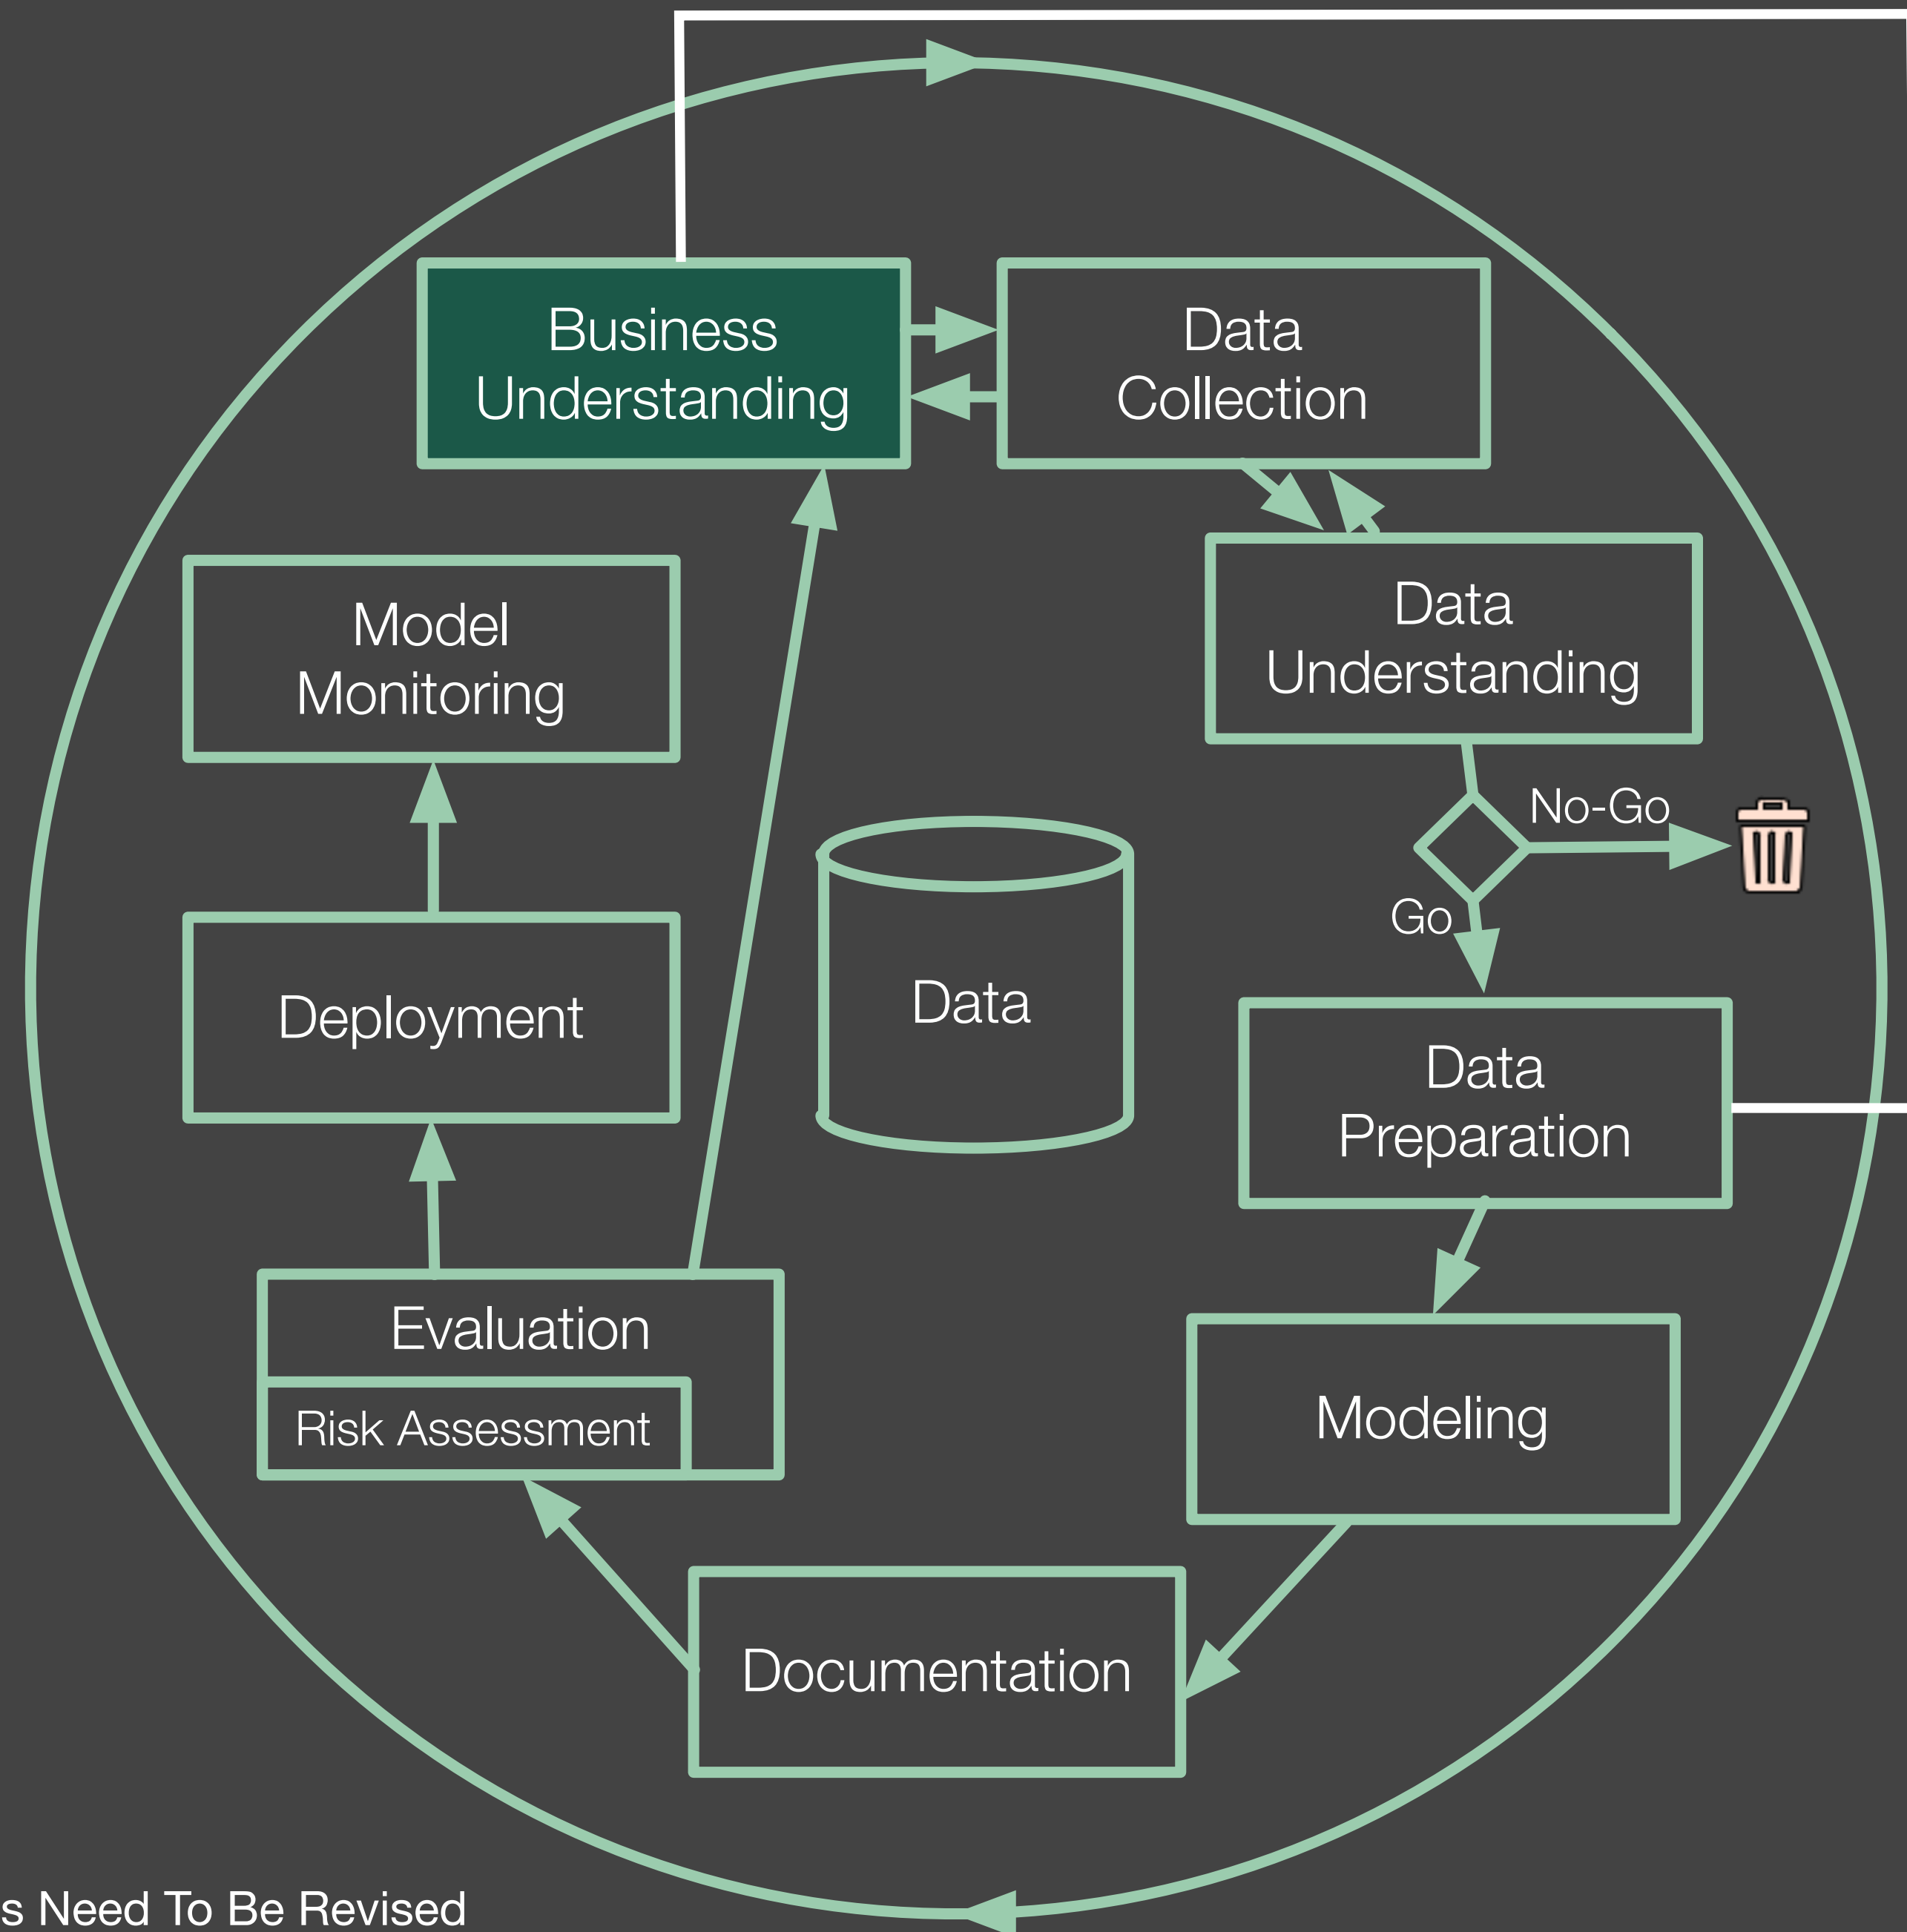 Business
Understanding
Data
Collection
Data
Understanding
Model
Monitoring
No-Go
Go
Deployment
Data
Data
Preparation
Evaluation
Risk Assessment
Modeling
Documentation
s Need To Be Revised